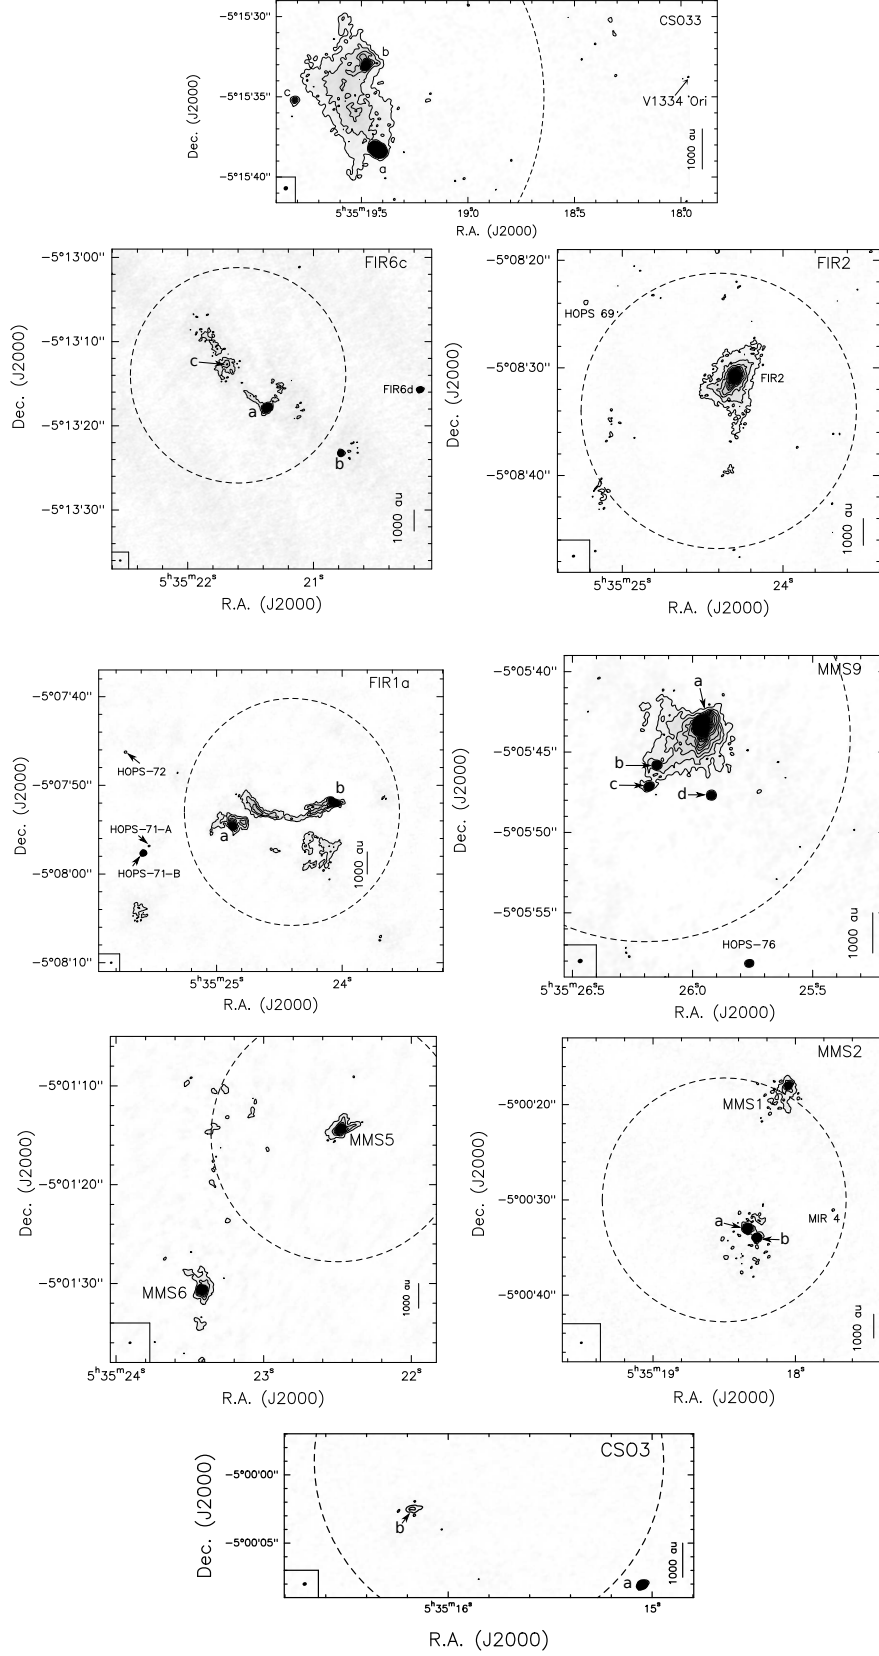 CSO33
−5°15'30"
−5°15'35"
−5°15'40"
Dec. (J2000)
b
c
a
V1334 Ori
1000 au
5ʰ35ᵐ19ˢ.5
19ˢ.0
18ˢ.5
18ˢ.0
R.A. (J2000)
FIR6c
−5°13'00"
−5°13'10"
−5°13'20"
−5°13'30"
Dec. (J2000)
c
a
b
FIR6d
1000 au
5ʰ35ᵐ22ˢ
21ˢ
R.A. (J2000)
FIR2
−5°08'20"
−5°08'30"
−5°08'40"
Dec. (J2000)
HOPS 69
FIR2
1000 au
5ʰ35ᵐ25ˢ
24ˢ
R.A. (J2000)
FIR1a
−5°07'40"
−5°07'50"
−5°08'00"
−5°08'10"
Dec. (J2000)
HOPS−72
HOPS−71−A
HOPS−71−B
a
b
1000 au
5ʰ35ᵐ25ˢ
24ˢ
R.A. (J2000)
MMS9
−5°05'40"
−5°05'45"
−5°05'50"
−5°05'55"
Dec. (J2000)
a
b
c
d
HOPS−76
1000 au
5ʰ35ᵐ26ˢ.5
26ˢ.0
25ˢ.5
R.A. (J2000)
−5°01'10"
−5°01'20"
−5°01'30"
Dec. (J2000)
MMS5
MMS6
1000 au
5ʰ35ᵐ24ˢ
23ˢ
22ˢ
R.A. (J2000)
MMS2
−5°00'20"
−5°00'30"
−5°00'40"
Dec. (J2000)
MMS1
a
b
MIR 4
1000 au
5ʰ35ᵐ19ˢ
18ˢ
R.A. (J2000)
CSO3
−5°00'00"
−5°00'05"
Dec. (J2000)
b
a
1000 au
5ʰ35ᵐ16ˢ
15ˢ
R.A. (J2000)